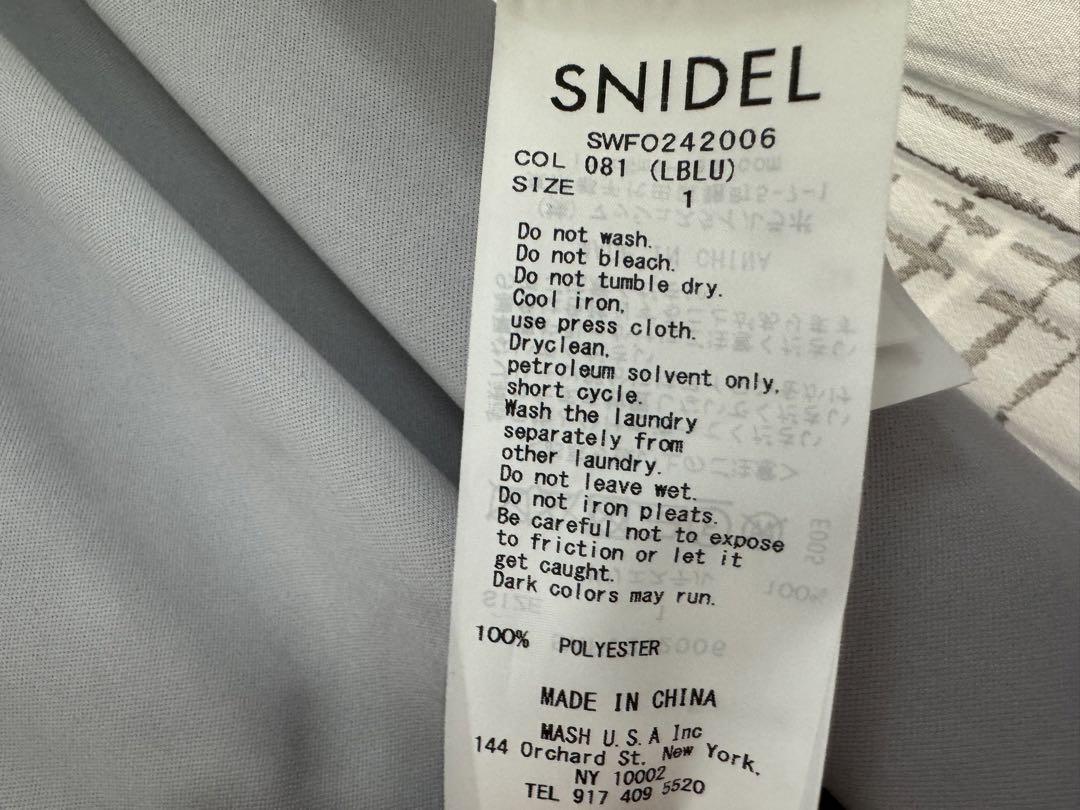 SNIDEL
SWFO242006
COL 081 (LBLU)
SIZE 1
Do not wash.
Do not bleach.
Do not tumble dry.
Cool iron,
use press cloth.
Dryclean,
petroleum solvent only,
short cycle.
Wash the laundry
separately from
other laundry.
Do not leave wet.
Do not iron pleats.
Be careful not to expose
to friction or let it
get caught.
Dark colors may run.
100% POLYESTER
MADE IN CHINA
MASH U.S.A Inc
144 Orchard St. New York,
NY 10002
TEL 917 409 5520